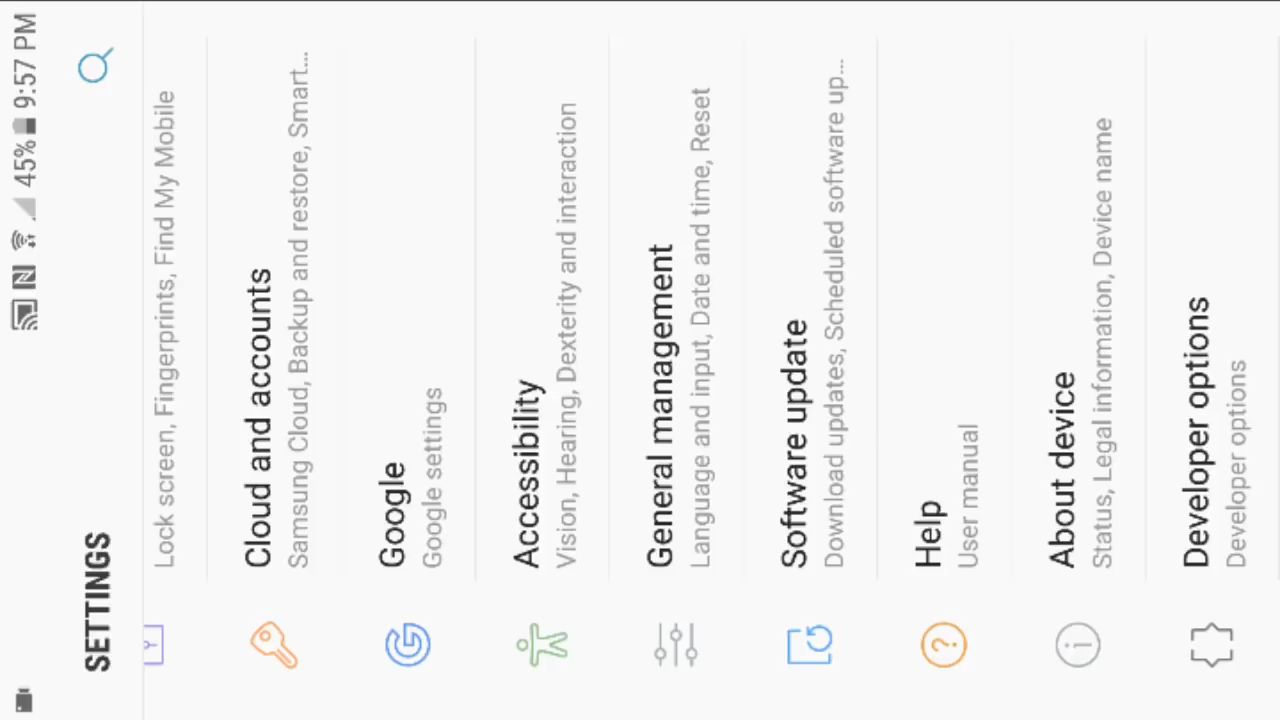 45% 9:57 PM
SETTINGS
Lock screen, Fingerprints, Find My Mobile
Cloud and accounts
Samsung Cloud, Backup and restore, Smart...
Google
Google settings
Accessibility
Vision, Hearing, Dexterity and interaction
General management
Language and input, Date and time, Reset
Software update
Download updates, Scheduled software up...
Help
User manual
About device
Status, Legal information, Device name
Developer options
Developer options